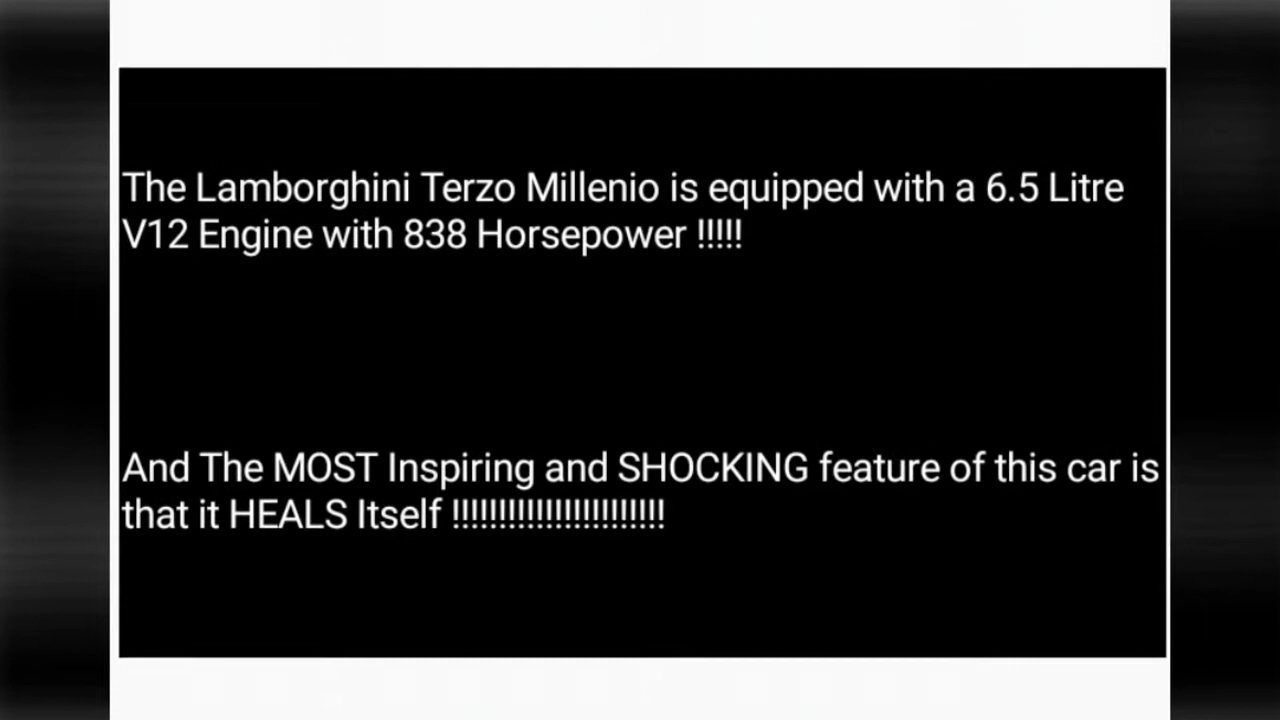 The Lamborghini Terzo Millenio is equipped with a 6.5 Litre
V12 Engine with 838 Horsepower !!!!!
And The MOST Inspiring and SHOCKING feature of this car is
that it HEALS Itself !!!!!!!!!!!!!!!!!!!!!!!